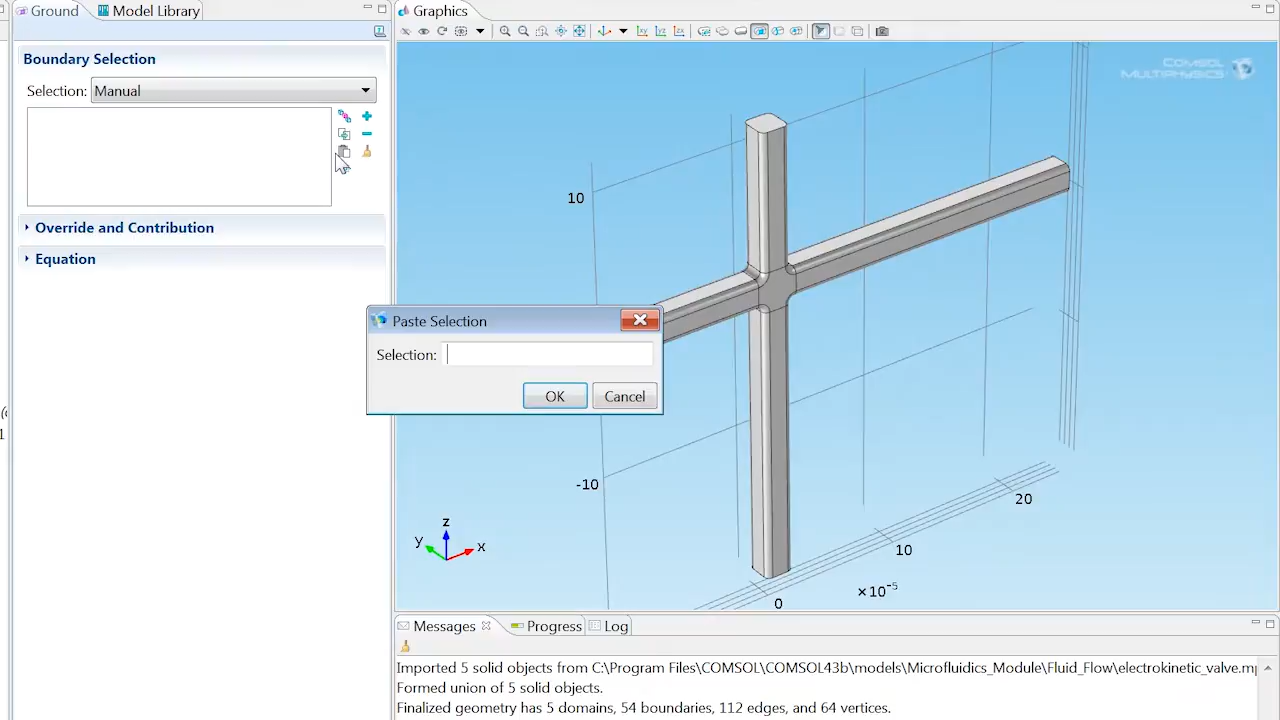 Ground
Model Library
Graphics
Boundary Selection
Selection:
Manual
Override and Contribution
Equation
COMSOL
MULTIPHYSICS
10
-10
20
10
0
×10⁻⁵
z
y
x
Paste Selection
Selection:
OK
Cancel
Messages
Progress
Log
Imported 5 solid objects from C:\Program Files\COMSOL\COMSOL43b\models\Microfluidics_Module\Fluid_Flow\electrokinetic_valve.mp
Formed union of 5 solid objects.
Finalized geometry has 5 domains, 54 boundaries, 112 edges, and 64 vertices.